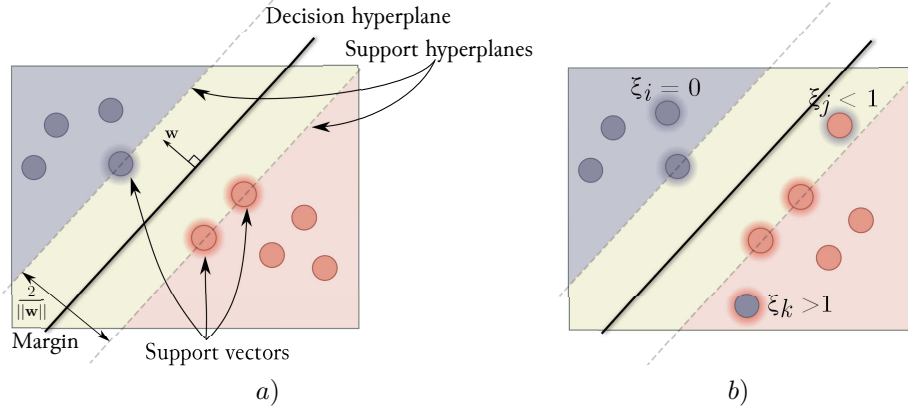 Decision hyperplane
Support hyperplanes
w
2
||w||
Margin
Support vectors
a)
ξi = 0
ξj < 1
ξk >1
b)